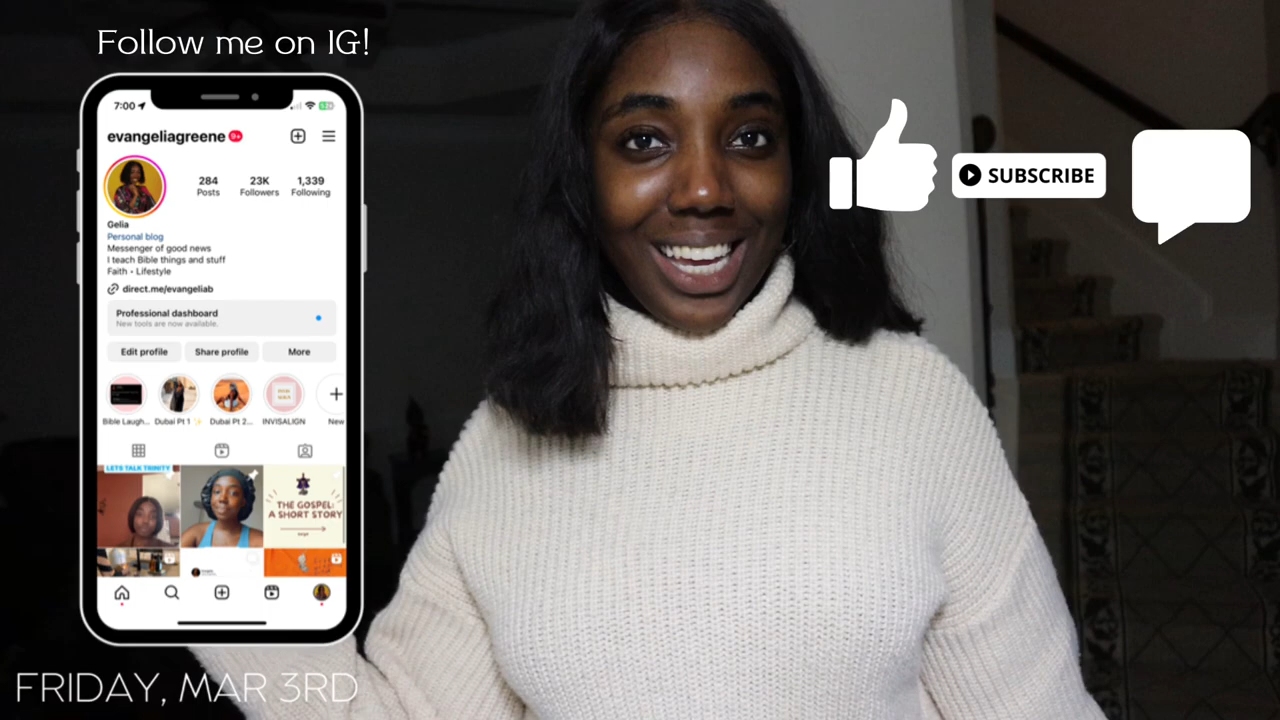 Follow me on IG!
7:00
evangeliagreene 9+
284 23K 1,339
Posts Followers Following
Gelia
Personal blog
Messenger of good news
I teach Bible things and stuff
Faith • Lifestyle
direct.me/evangeliab
Professional dashboard
New tools are now available.
Edit profile Share profile More
Bible Laugh... Dubai Pt 1 ✨ Dubai Pt 2... INVISALIGN New
LETS TALK TRINITY
THE GOSPEL:
A SHORT STORY
SUBSCRIBE
FRIDAY, MAR 3RD